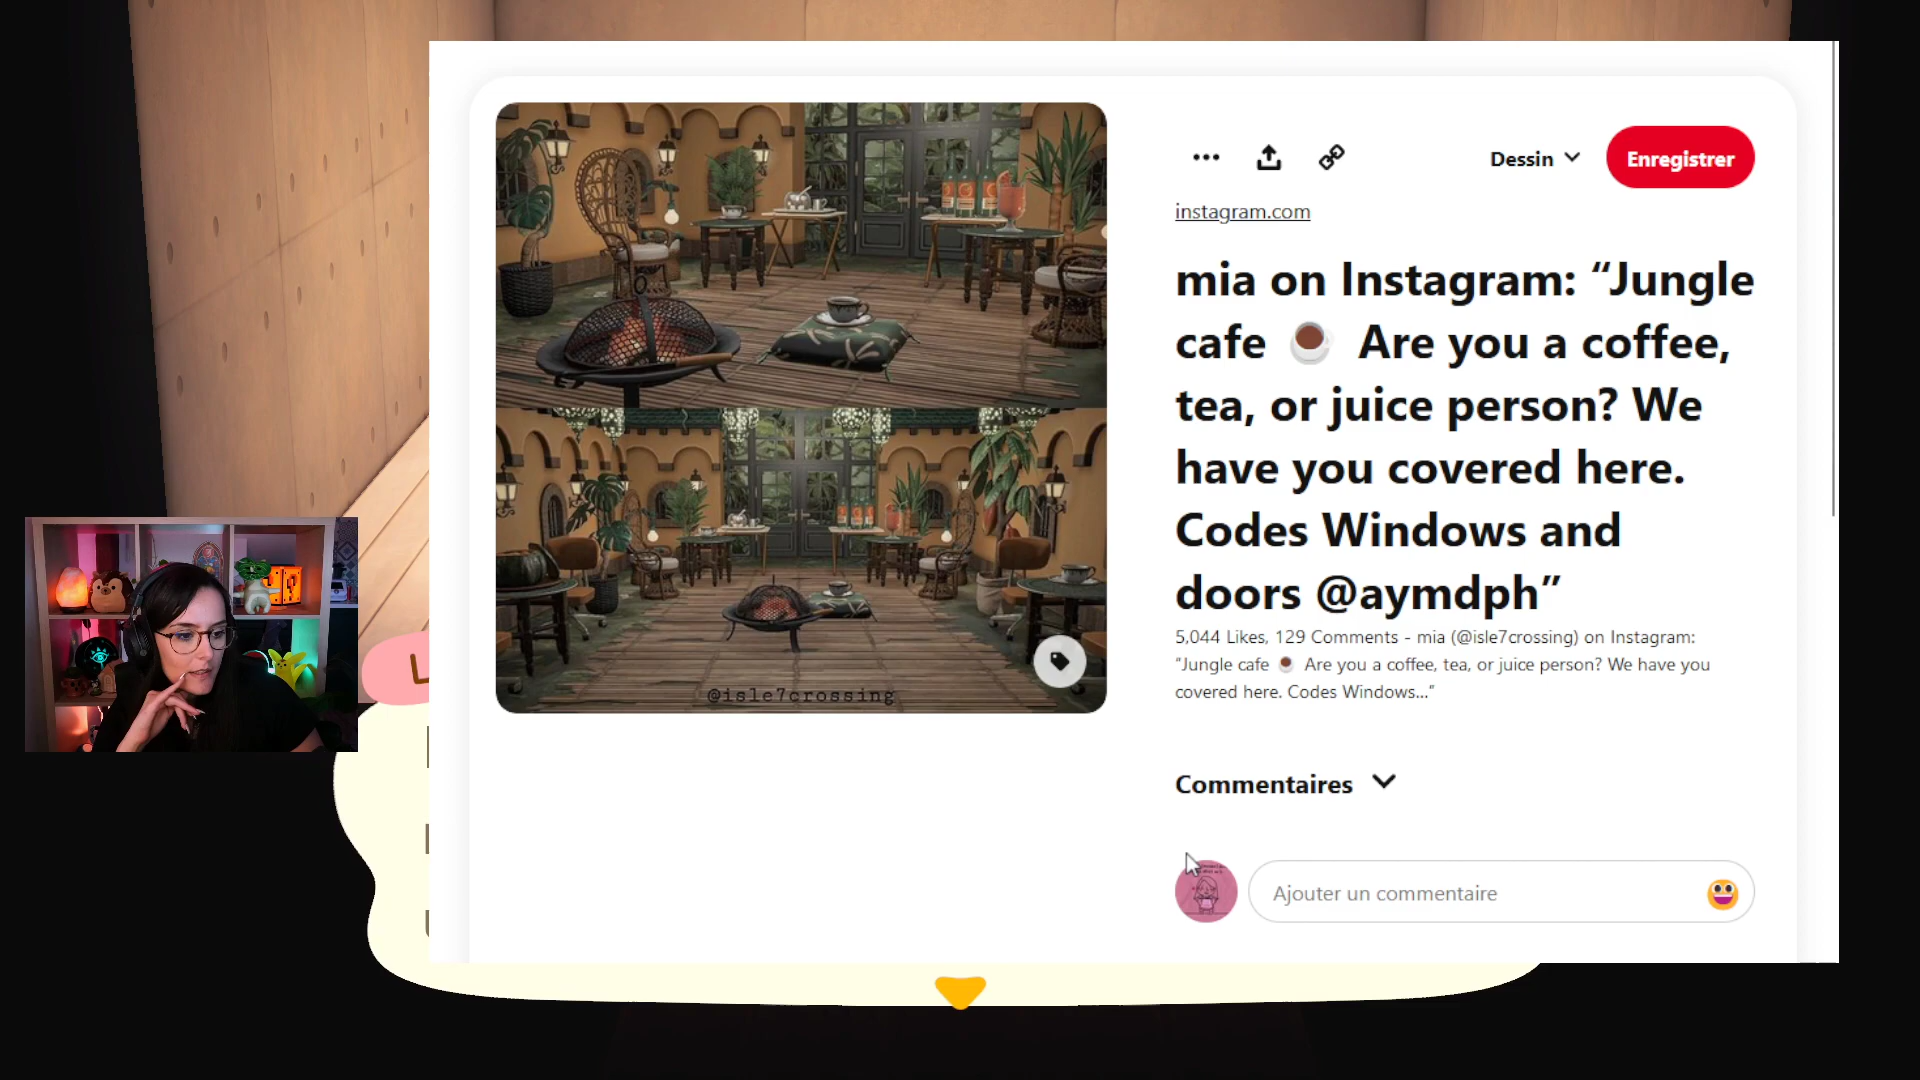 Dessin
Enregistrer
instagram.com
mia on Instagram: “Jungle
cafe ☕ Are you a coffee,
tea, or juice person? We
have you covered here.
Codes Windows and
doors @aymdph”
5,044 Likes, 129 Comments - mia (@isle7crossing) on Instagram:
“Jungle cafe ☕ Are you a coffee, tea, or juice person? We have you
covered here. Codes Windows...”
@isle7crossing
Commentaires
Ajouter un commentaire